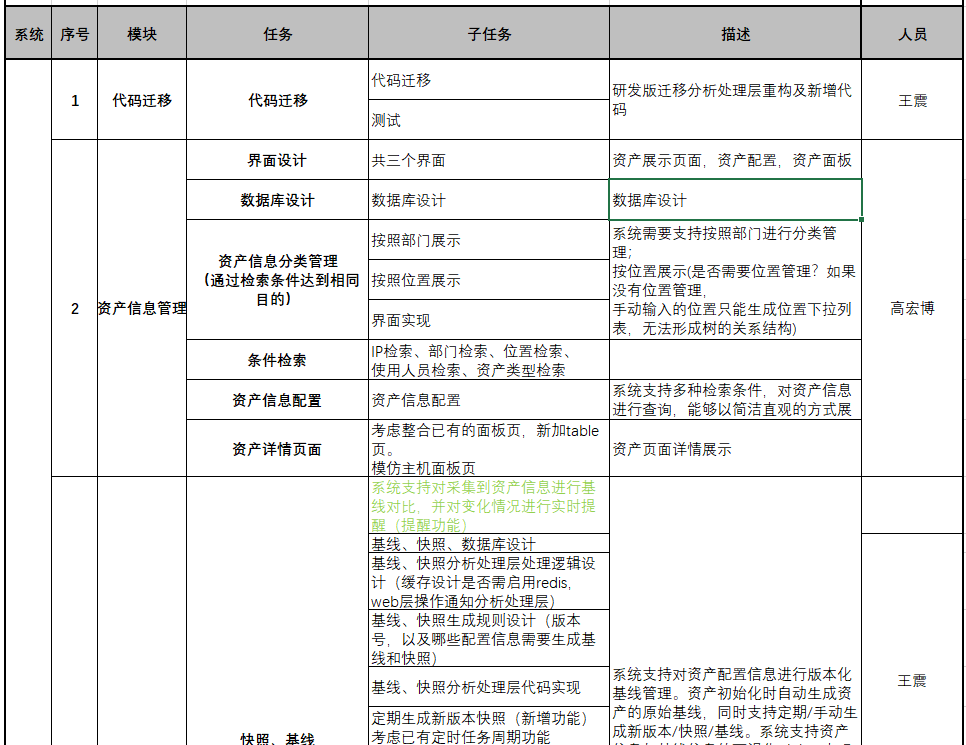 系统 序号 模块 任务 子任务 描述 人员
1 代码迁移 代码迁移
代码迁移
测试
研发版迁移分析处理层重构及新增代
码
王震
2 资产信息管理
界面设计 共三个界面 资产展示页面，资产配置，资产面板
数据库设计 数据库设计 数据库设计
资产信息分类管理
（通过检索条件达到相同
目的）
按照部门展示
按照位置展示
界面实现
系统需要支持按照部门进行分类管
理；
按位置展示(是否需要位置管理？如果
没有位置管理，
手动输入的位置只能生成位置下拉列
表，无法形成树的关系结构)
高宏博
条件检索
IP检索、部门检索、位置检索、
使用人员检索、资产类型检索
资产信息配置 资产信息配置
系统支持多种检索条件，对资产信息
进行查询，能够以简洁直观的方式展
资产详情页面
考虑整合已有的面板页，新加table
页。
模仿主机面板页
资产页面详情展示
快照、基线
系统支持对采集到资产信息进行基
线对比，并对变化情况进行实时提
醒（提醒功能）
基线、快照、数据库设计
基线、快照分析处理层处理逻辑设
计（缓存设计是否需启用redis，
web层操作通知分析处理层）
基线、快照生成规则设计（版本
号，以及哪些配置信息需要生成基
线和快照）
基线、快照分析处理层代码实现
定期生成新版本快照（新增功能）
考虑已有定时任务周期功能
系统支持对资产配置信息进行版本化
基线管理。资产初始化时自动生成资
产的原始基线，同时支持定期/手动生
成新版本/快照/基线。系统支持资产
王震